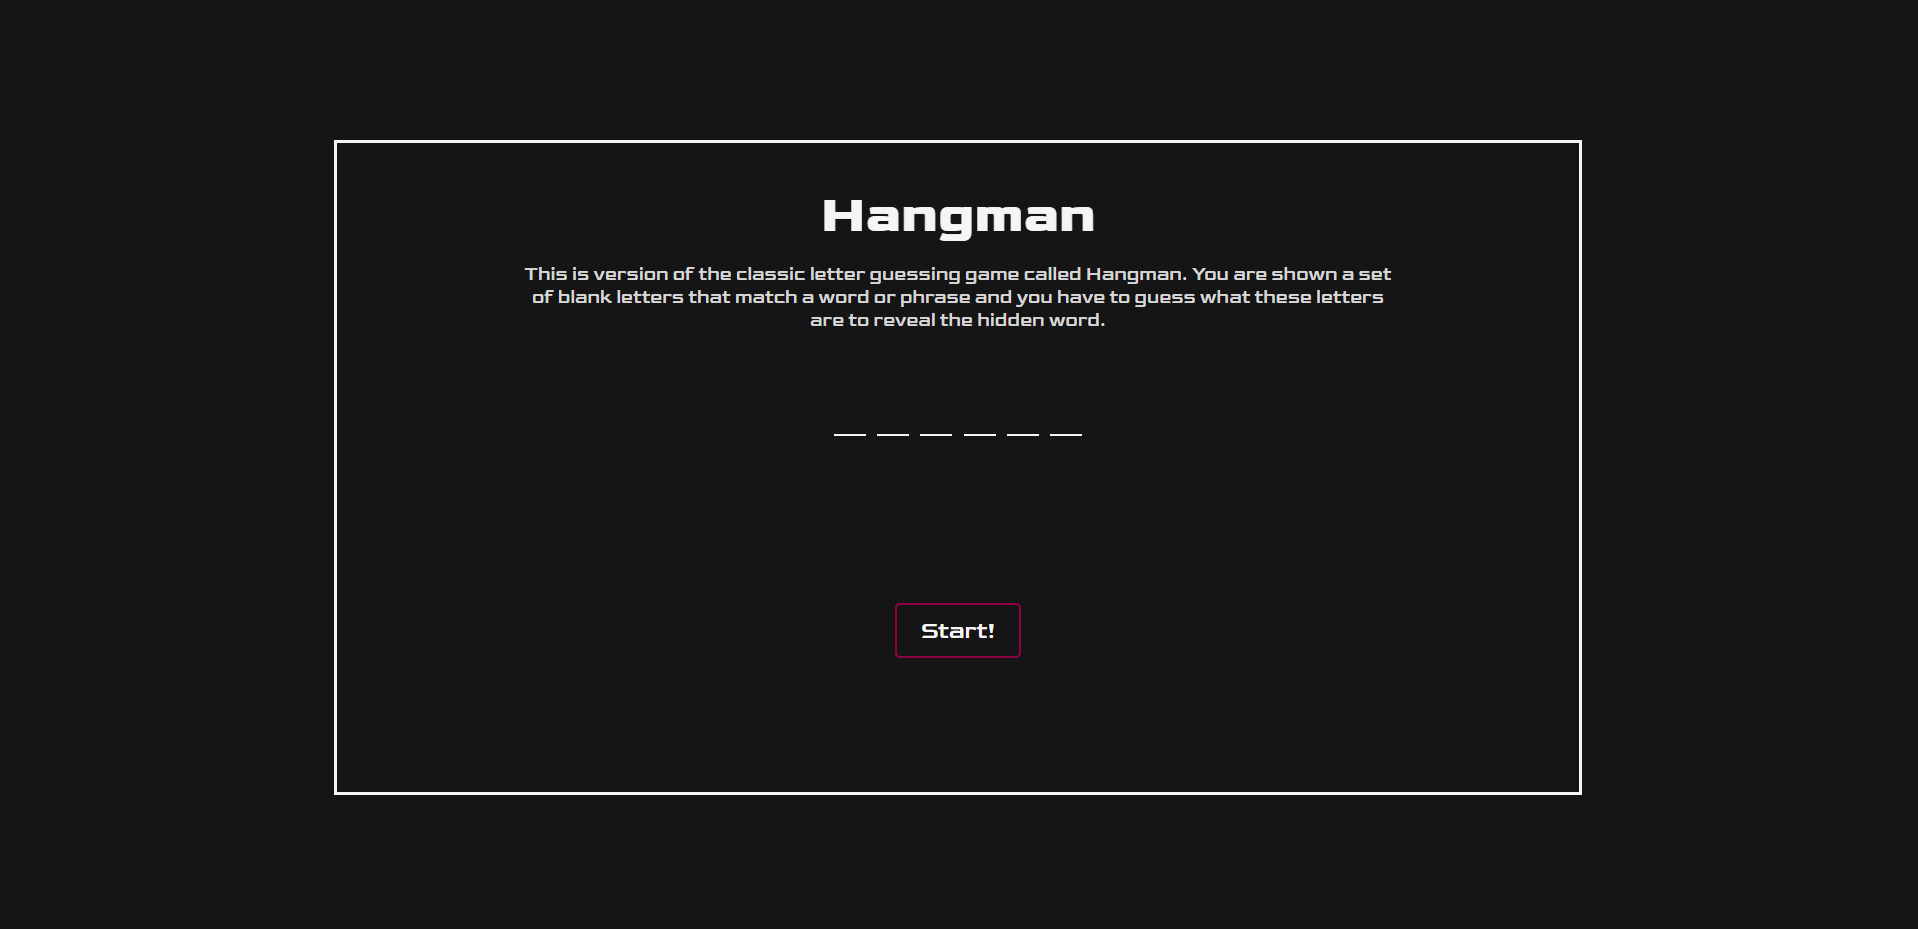 Hangman
This is version of the classic letter guessing game called Hangman. You are shown a set
of blank letters that match a word or phrase and you have to guess what these letters
are to reveal the hidden word.
_ _ _ _ _ _
Start!